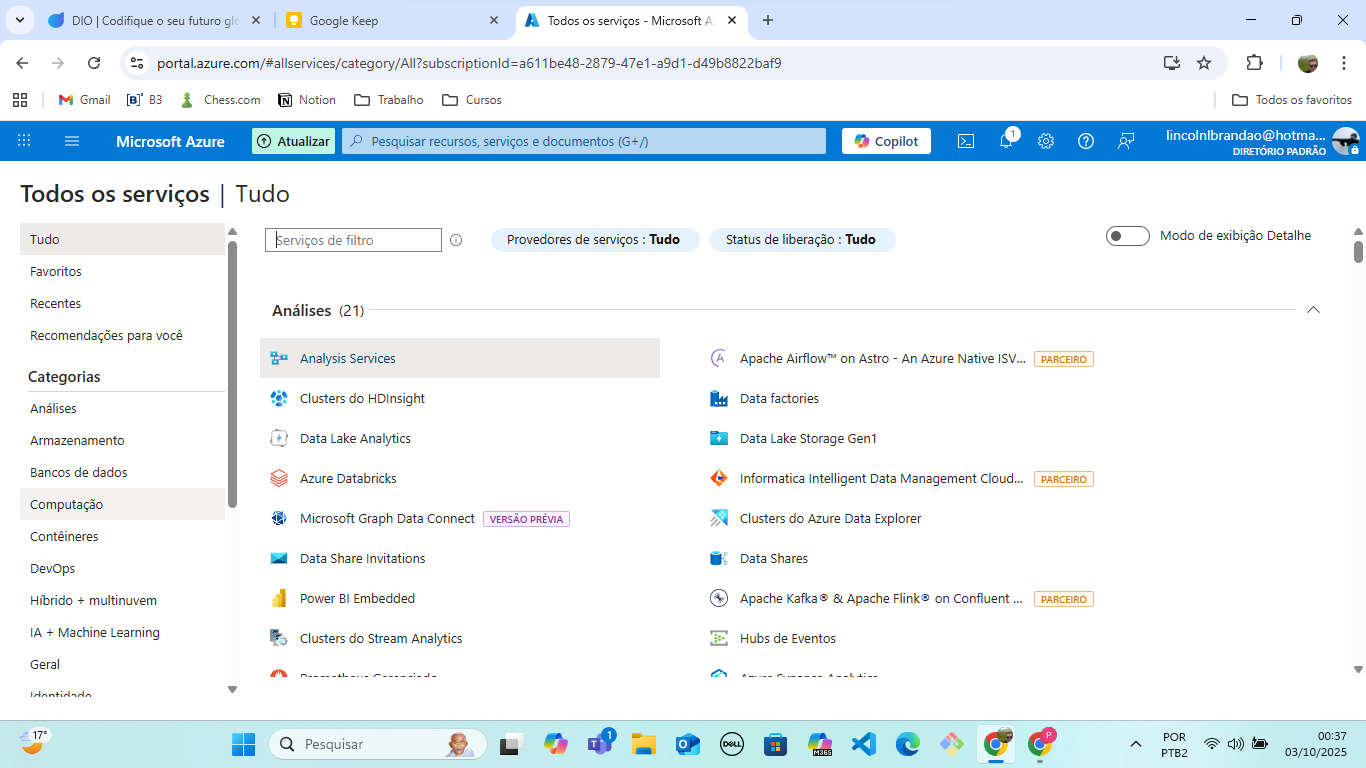 DIO | Codifique o seu futuro glo
Google Keep
Todos os serviços - Microsoft A
portal.azure.com/#allservices/category/All?subscriptionId=a611be48-2879-47e1-a9d1-d49b8822baf9
Gmail
B3
Chess.com
Notion
Trabalho
Cursos
Todos os favoritos
Microsoft Azure
Atualizar
Pesquisar recursos, serviços e documentos (G+/)
Copilot
1
lincolnlbrandao@hotma...
DIRETÓRIO PADRÃO
Todos os serviços | Tudo
Tudo
Favoritos
Recentes
Recomendações para você
Categorias
Análises
Armazenamento
Bancos de dados
Computação
Contêineres
DevOps
Híbrido + multinuvem
IA + Machine Learning
Geral
Identidade
Serviços de filtro
Provedores de serviços : Tudo
Status de liberação : Tudo
Modo de exibição Detalhe
Análises (21)
Analysis Services
Apache Airflow™ on Astro - An Azure Native ISV... PARCEIRO
Clusters do HDInsight
Data factories
Data Lake Analytics
Data Lake Storage Gen1
Azure Databricks
Informatica Intelligent Data Management Cloud... PARCEIRO
Microsoft Graph Data Connect VERSÃO PRÉVIA
Clusters do Azure Data Explorer
Data Share Invitations
Data Shares
Power BI Embedded
Apache Kafka® & Apache Flink® on Confluent ... PARCEIRO
Clusters do Stream Analytics
Hubs de Eventos
Prometheus Gerenciado
Azure Synapse Analytics
17°
Pesquisar
1
DELL
M365
P
POR
PTB2
00:37
03/10/2025